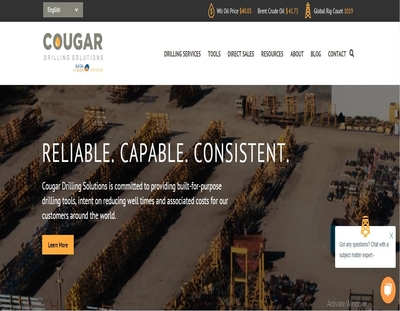 English
Wti Oil Price $40.03 Brent Crude Oil $41.73 Global Rig Count 1019
COUGAR
DRILLING SOLUTIONS
DRILLING SERVICES TOOLS DIRECT SALES RESOURCES ABOUT BLOG CONTACT
RELIABLE. CAPABLE. CONSISTENT.
Cougar Drilling Solutions is committed to providing built-for-purpose
drilling tools, intent on reducing well times and associated costs for our
customers around the world.
Learn More
Got any questions? Chat with a
subject matter expert -
Activate Windows